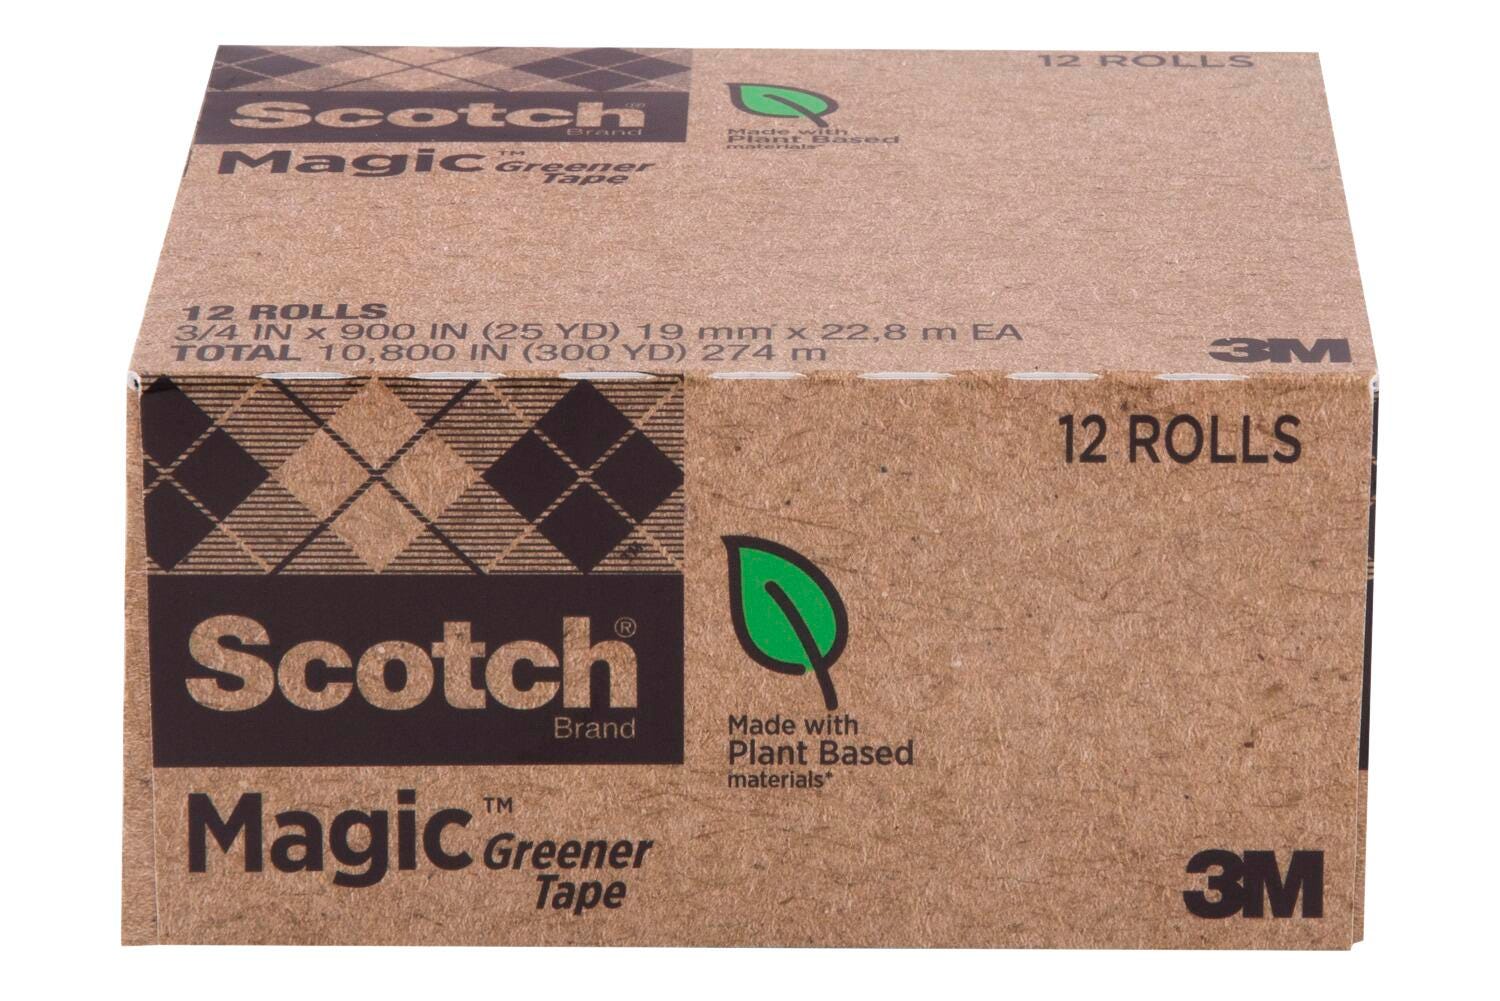 12 ROLLS
Scotch®
Brand
Magic™ Greener
Tape
Made with
Plant Based
materials*
12 ROLLS
3/4 IN x 900 IN (25 YD) 19 mm x 22,8 m EA
TOTAL 10,800 IN (300 YD) 274 m
3M
12 ROLLS
Scotch®
Brand
Magic™ Greener
Tape
Made with
Plant Based
materials*
3M